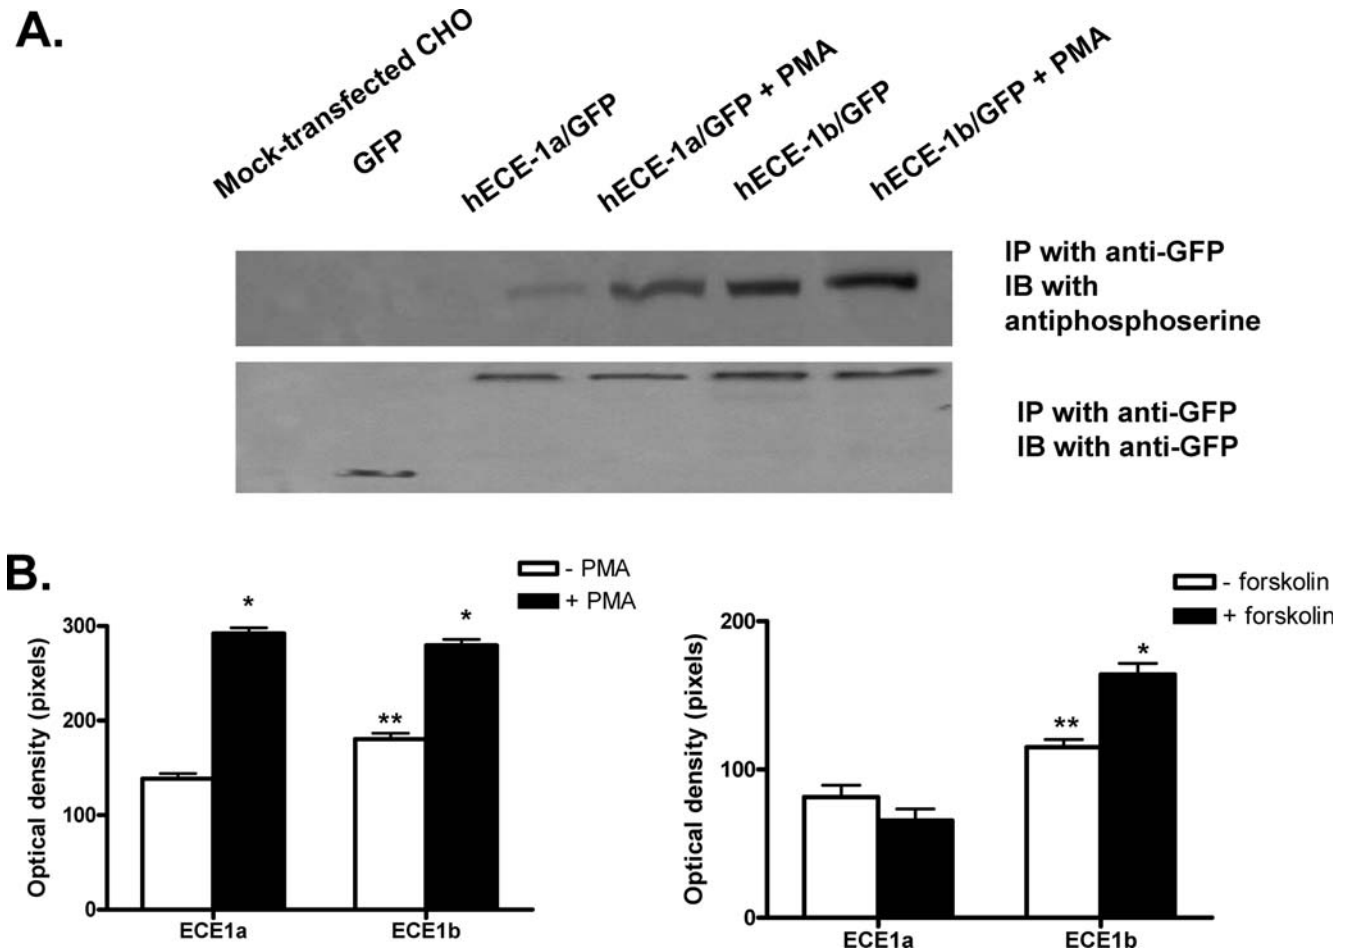 A.
Mock-transfected CHO
GFP
hECE-1a/GFP
hECE-1a/GFP + PMA
hECE-1b/GFP
hECE-1b/GFP + PMA
IP with anti-GFP
IB with
antiphosphoserine
IP with anti-GFP
IB with anti-GFP
B.
- PMA
+ PMA
Optical density (pixels)
300
200
100
0
*
**
*
ECE1a
ECE1b
- forskolin
+ forskolin
Optical density (pixels)
200
100
0
**
*
ECE1a
ECE1b